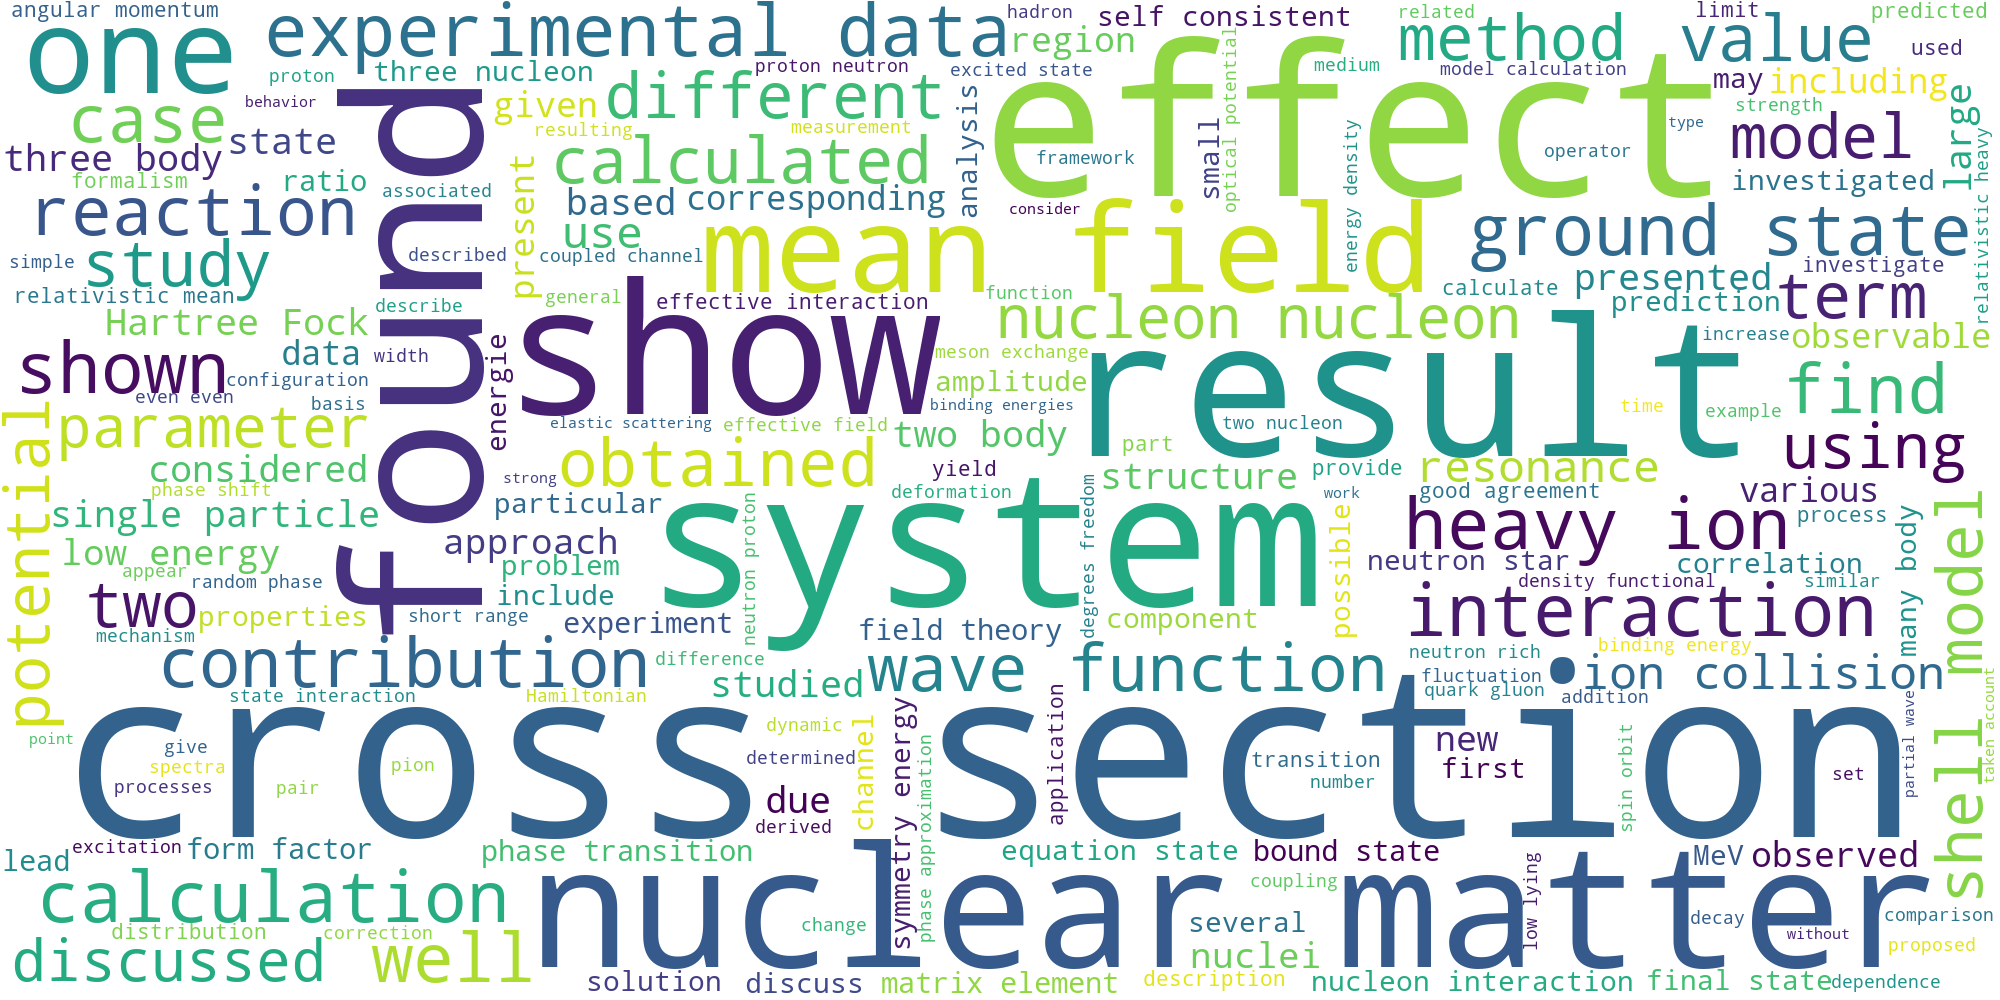 angular momentum
one
experimental data
hadron
self consistent
related
limit
predicted
region
method
value
used
proton
three nucleon
proton neutron
excited state
medium
model calculation
may
including
behavior
case
given
different
analysis
effect
small
optical potential
strength
large
resulting
measurement
type
model
three body
state
found
calculated
framework
energy density
operator
formalism
ratio
associated
present
based
corresponding
consider
investigated
relativistic heavy
reaction
use
mean field
ground state
study
described
coupled channel
simple
investigate
relativistic mean
describe
general
show
effective interaction
function
calculate
presented
prediction
term
Hartree Fock
nucleon nucleon
result
increase
observable
data
width
energie
meson exchange
shown
configuration
amplitude
find
even even
basis
binding energies
time
example
potential
parameter
elastic scattering
effective field
two body
two nucleon
part
using
considered
obtained
yield
structure
provide
resonance
phase shift
strong
deformation
work
good agreement
various
single particle
particular
system
neutron proton
degrees freedom
possible
heavy ion
process
many body
shell model
low energy
approach
neutron star
correlation
appear
random phase
problem
density functional
similar
two
properties
short range
include
experiment
field theory
component
interaction
mechanism
contribution
difference
studied
wave function
neutron rich
binding energy
fluctuation
ion collision
state interaction
Hamiltonian
quark gluon
addition
taken account
point
cross section
dynamic
channel
symmetry energy
phase approximation
application
new
partial wave
give
spectra
pion
determined
transition
first
spin orbit
set
processes
pair
due
number
derived
excitation
lead
form factor
phase transition
equation state
bound state
MeV
observed
calculation
nuclear matter
coupling
low lying
distribution
correction
change
several
decay
comparison
without
discussed
well
nuclei
proposed
solution
discuss
matrix element
description
nucleon interaction
final state
dependence